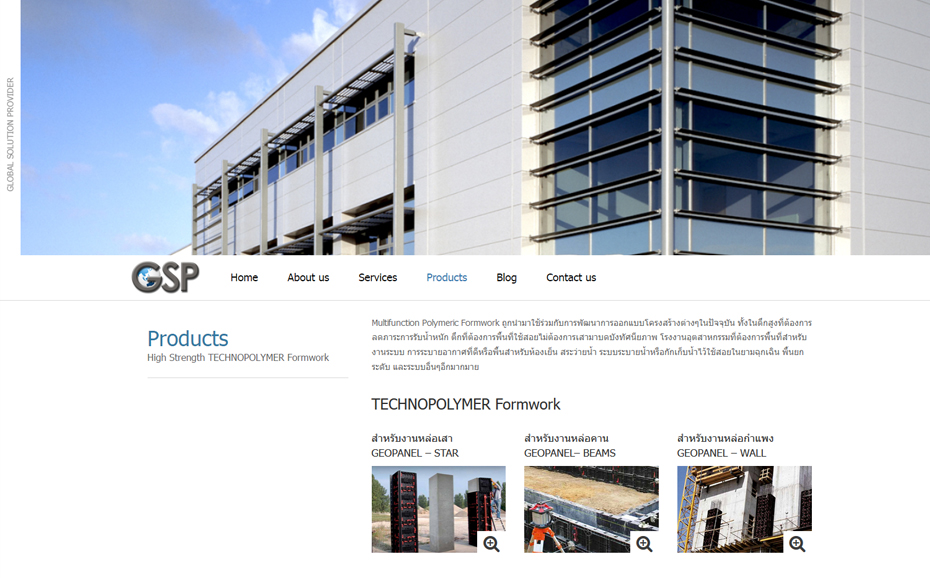 GLOBAL SOLUTION PROVIDER
GSP
Home
About us
Services
Products
Blog
Contact us
Products
High Strength TECHNOPOLYMER Formwork
Multifunction Polymeric Formwork ถูกนำมาใช้ร่วมกับการพัฒนาการออกแบบโครงสร้างต่างๆในปัจจุบัน ทั้งในตึกสูงที่ต้องการ
ลดภาระการรับน้ำหนัก ตึกที่ต้องการพื้นที่ใช้สอยไม่ต้องการเสามาบดบังทัศนียภาพ โรงงานอุตสาหกรรมที่ต้องการพื้นที่สำหรับ
งานระบบ การระบายอากาศที่ดีหรือพื้นสำหรับห้องเย็น สระว่ายน้ำ ระบบระบายน้ำหรือกักเก็บน้ำไว้ใช้สอยในยามฉุกเฉิน พื้นยก
ระดับ และระบบอื่นๆอีกมากมาย
TECHNOPOLYMER Formwork
สำหรับงานหล่อเสา
GEOPANEL – STAR
สำหรับงานหล่อคาน
GEOPANEL– BEAMS
สำหรับงานหล่อกำแพง
GEOPANEL – WALL